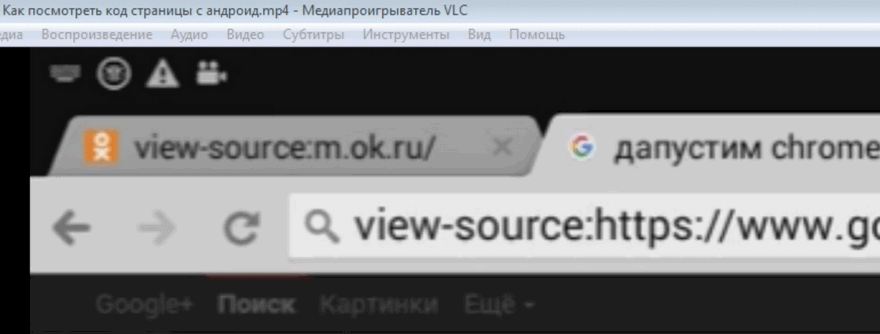 Как посмотреть код страницы с андроид.mp4 - Медиапроигрыватель VLC
Воспроизведение Аудио Видео Субтитры Инструменты Вид Помощь
view-source:m.ok.ru/ дапустим chrome
view-source:https://www.go
Google+ Поиск Картинки Ещё